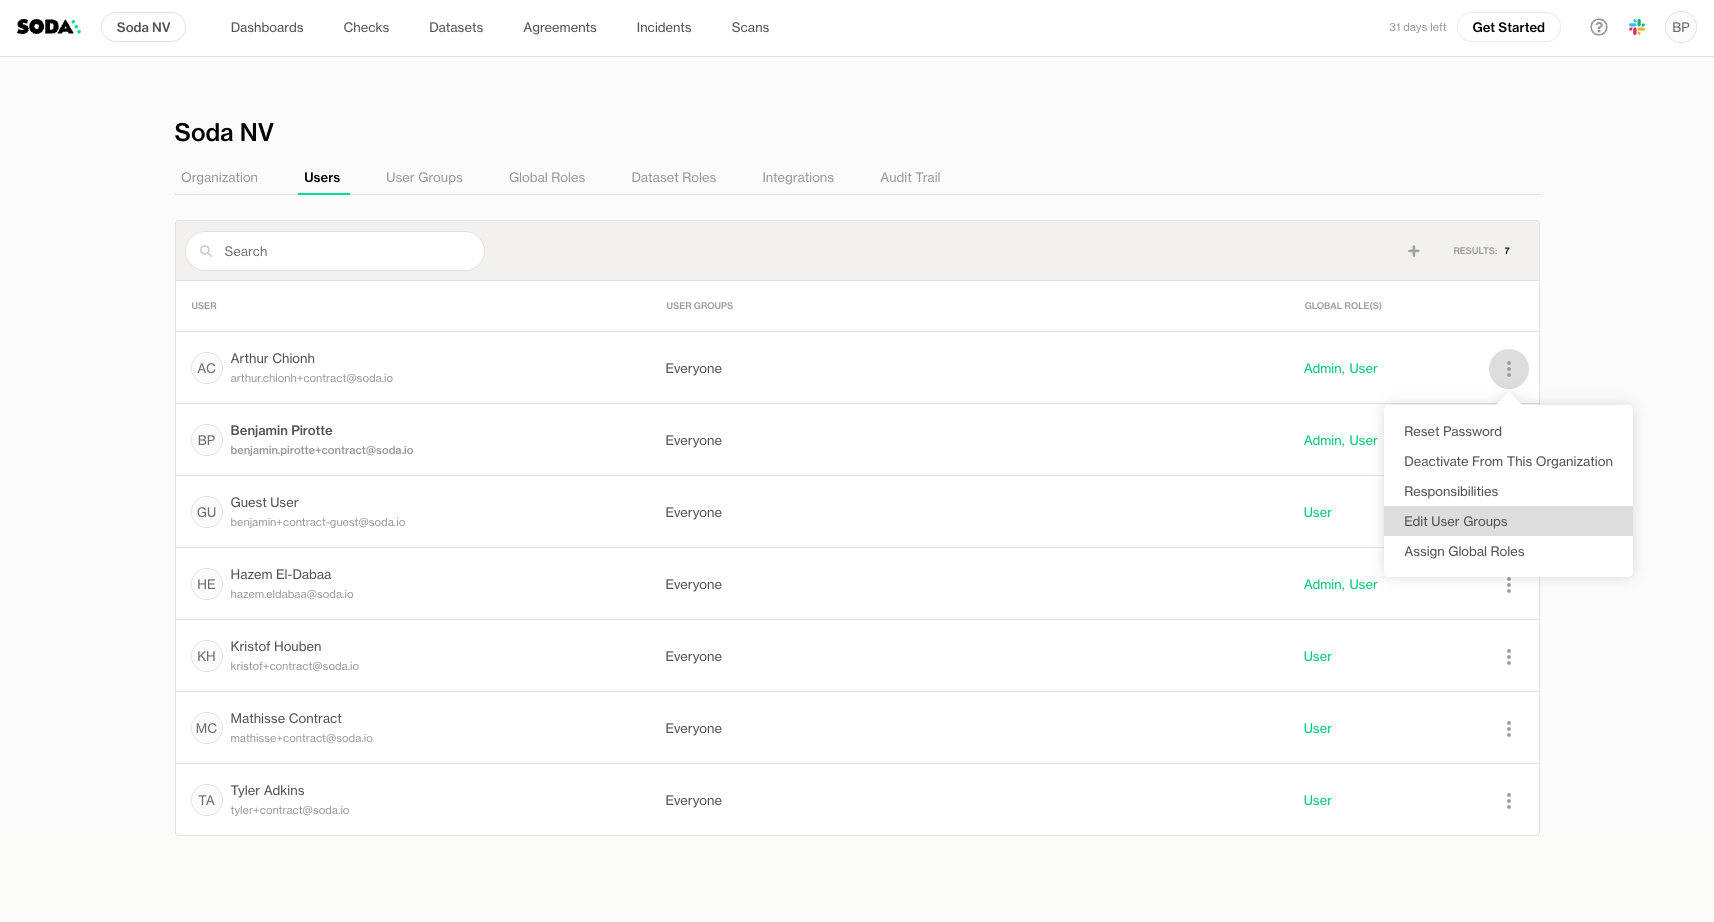 SODA Soda NV Dashboards Checks Datasets Agreements Incidents Scans 31 days left Get Started BP
Soda NV
Organization Users User Groups Global Roles Dataset Roles Integrations Audit Trail
Search RESULTS: 7
USER USER GROUPS GLOBAL ROLE(S)
AC Arthur Chionh Everyone Admin, User
arthur.chionh+contract@soda.io
BP Benjamin Pirotte Everyone Admin, User
benjamin.pirotte+contract@soda.io
GU Guest User Everyone User
benjamin+contract-guest@soda.io
HE Hazem El-Dabaa Everyone Admin, User
hazem.eldabaa@soda.io
KH Kristof Houben Everyone User
kristof+contract@soda.io
MC Mathisse Contract Everyone User
mathisse+contract@soda.io
TA Tyler Adkins Everyone User
tyler+contract@soda.io
Reset Password
Deactivate From This Organization
Responsibilities
Edit User Groups
Assign Global Roles